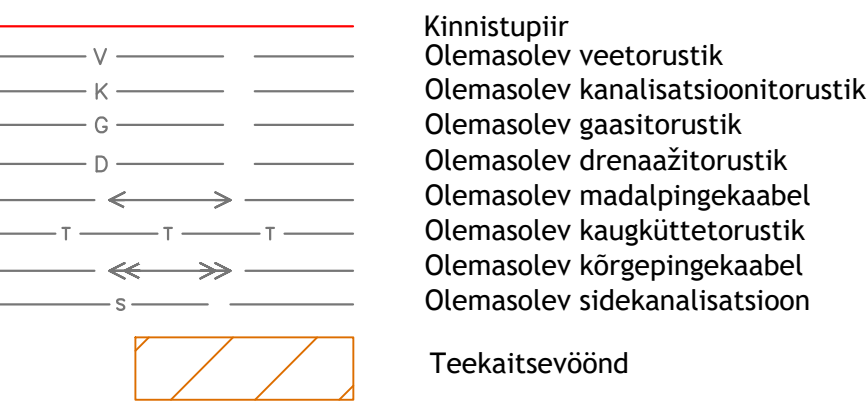 Kinnistupiir
V Olemasolev veetorustik
K Olemasolev kanalisatsioonitorustik
G Olemasolev gaasitorustik
D Olemasolev drenaažitorustik
Olemasolev madalpingekaabel
T T T Olemasolev kaugküttetorustik
Olemasolev kõrgepingekaabel
S Olemasolev sidekanalisatsioon
Teekaitsevöönd